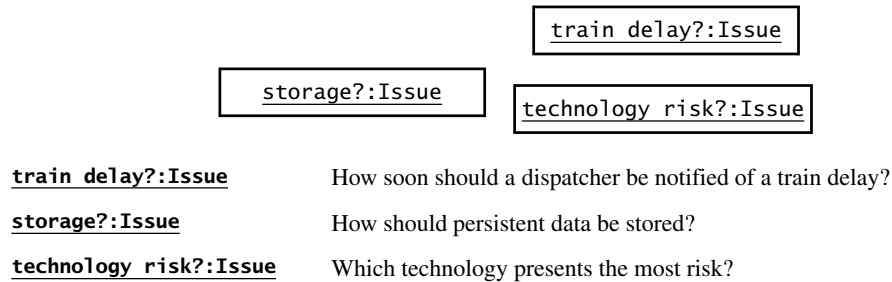 train delay?:Issue
storage?:Issue
technology risk?:Issue
train delay?:Issue How soon should a dispatcher be notified of a train delay?
storage?:Issue How should persistent data be stored?
technology risk?:Issue Which technology presents the most risk?